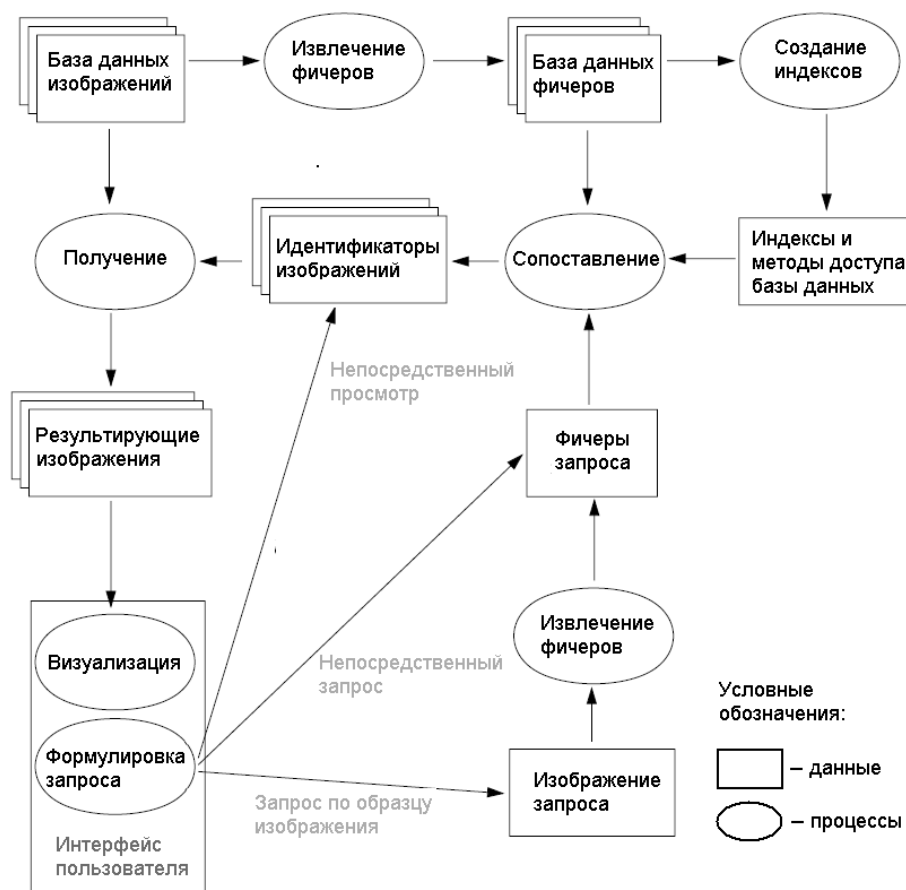 База данных
изображений
Извлечение
фичеров
База данных
фичеров
Создание
индексов
Получение
Идентификаторы
изображений
Сопоставление
Индексы и
методы доступа
базы данных
Непосредственный
просмотр
Результирующие
изображения
Фичеры
запроса
Визуализация
Непосредственный
запрос
Извлечение
фичеров
Формулировка
запроса
Запрос по образцу
изображения
Изображение
запроса
Интерфейс
пользователя
Условные
обозначения:
– данные
– процессы